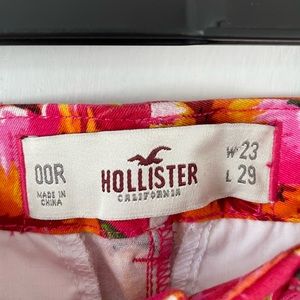 00R
MADE IN
CHINA
HOLLISTER
CALIFORNIA
W 23
L 29